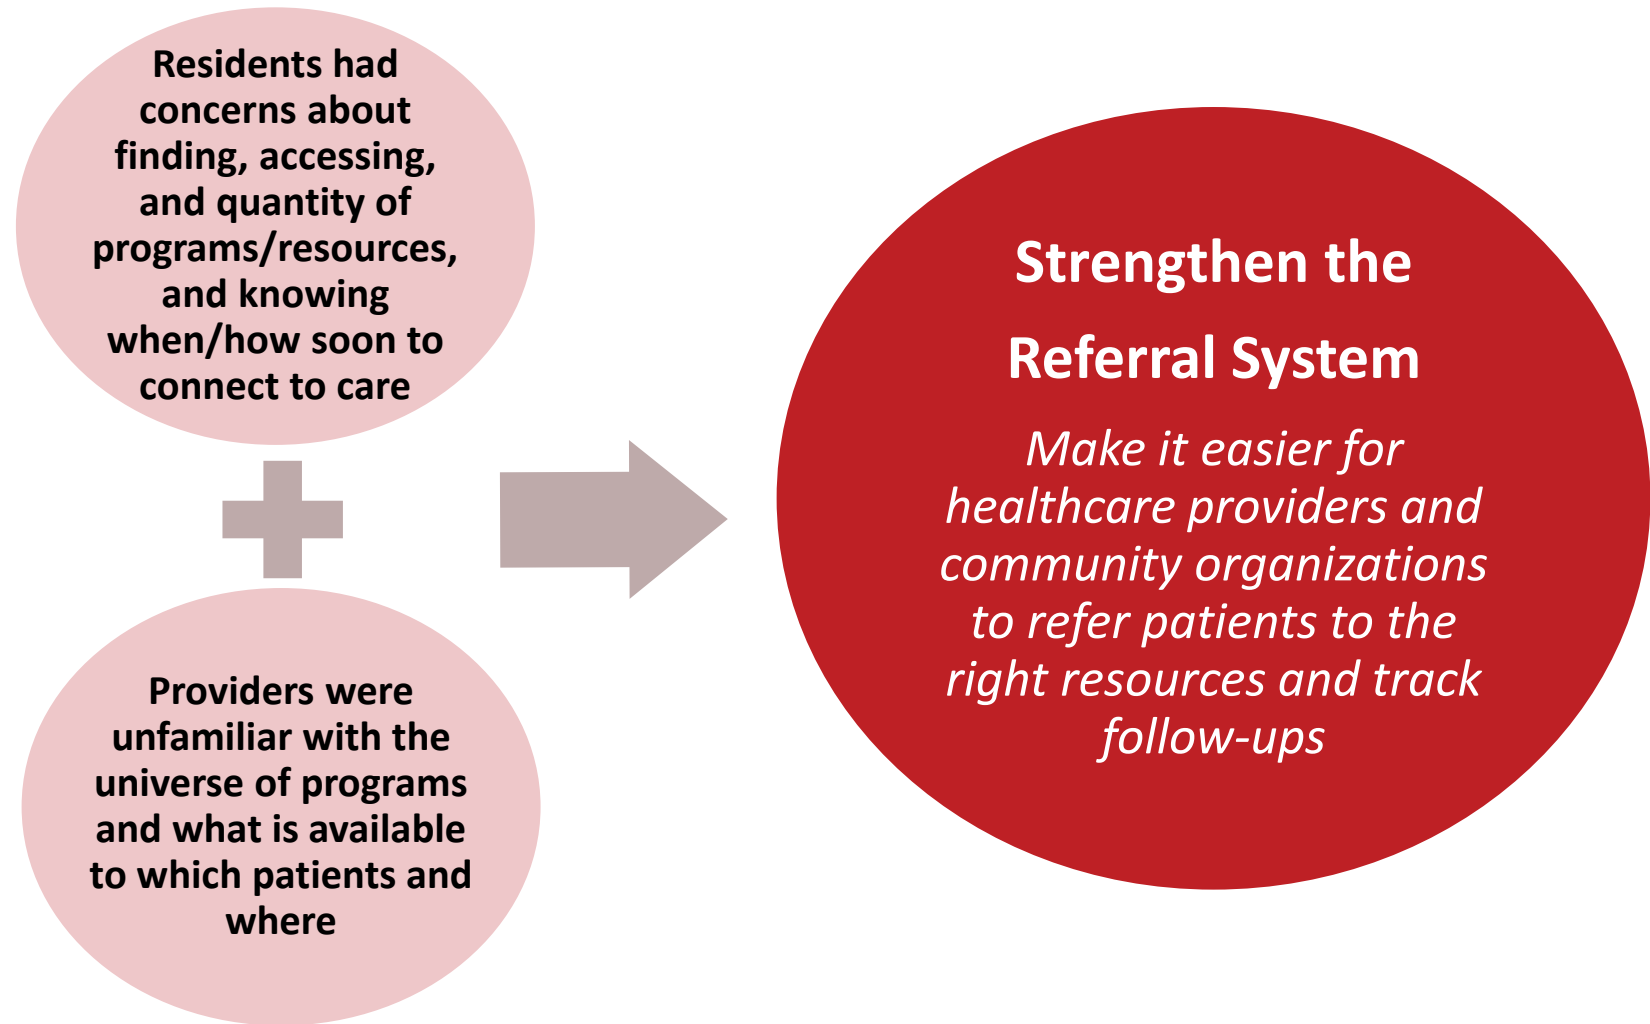 Residents had
concerns about
finding, accessing,
and quantity of
programs/resources,
and knowing
when/how soon to
connect to care
Providers were
unfamiliar with the
universe of programs
and what is available
to which patients and
where
Strengthen the
Referral System
Make it easier for
healthcare providers and
community organizations
to refer patients to the
right resources and track
follow-ups